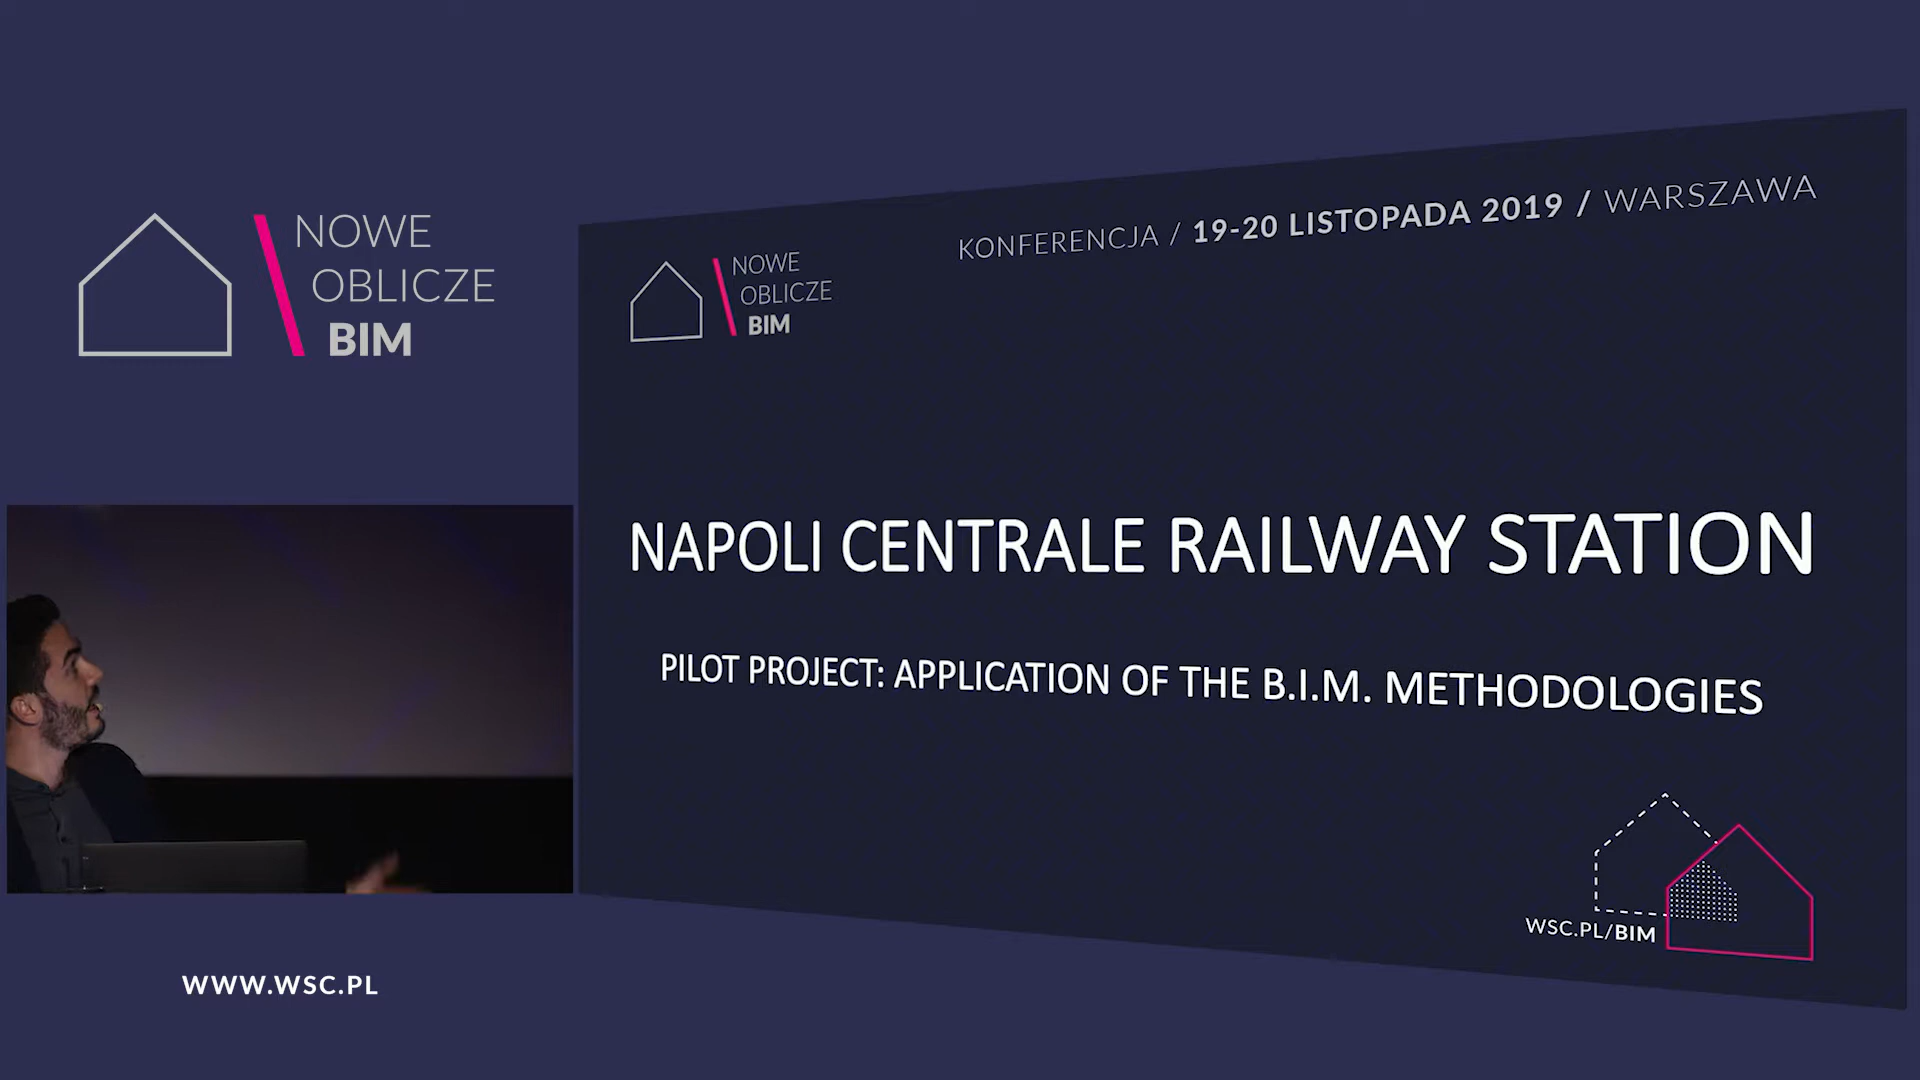 NOWE
OBLICZE
BIM
WWW.WSC.PL
NOWE
OBLICZE
BIM
KONFERENCJA / 19-20 LISTOPADA 2019 / WARSZAWA
NAPOLI CENTRALE RAILWAY STATION
PILOT PROJECT: APPLICATION OF THE B.I.M. METHODOLOGIES
WSC.PL/BIM